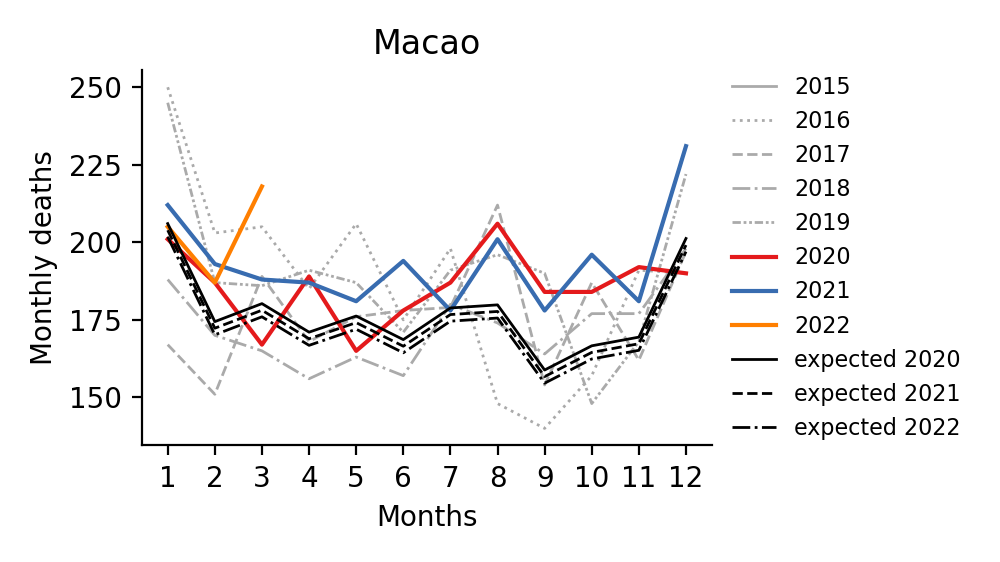 Macao
Monthly deaths
250
225
200
175
150
1 2 3 4 5 6 7 8 9 10 11 12
Months
2015
2016
2017
2018
2019
2020
2021
2022
expected 2020
expected 2021
expected 2022